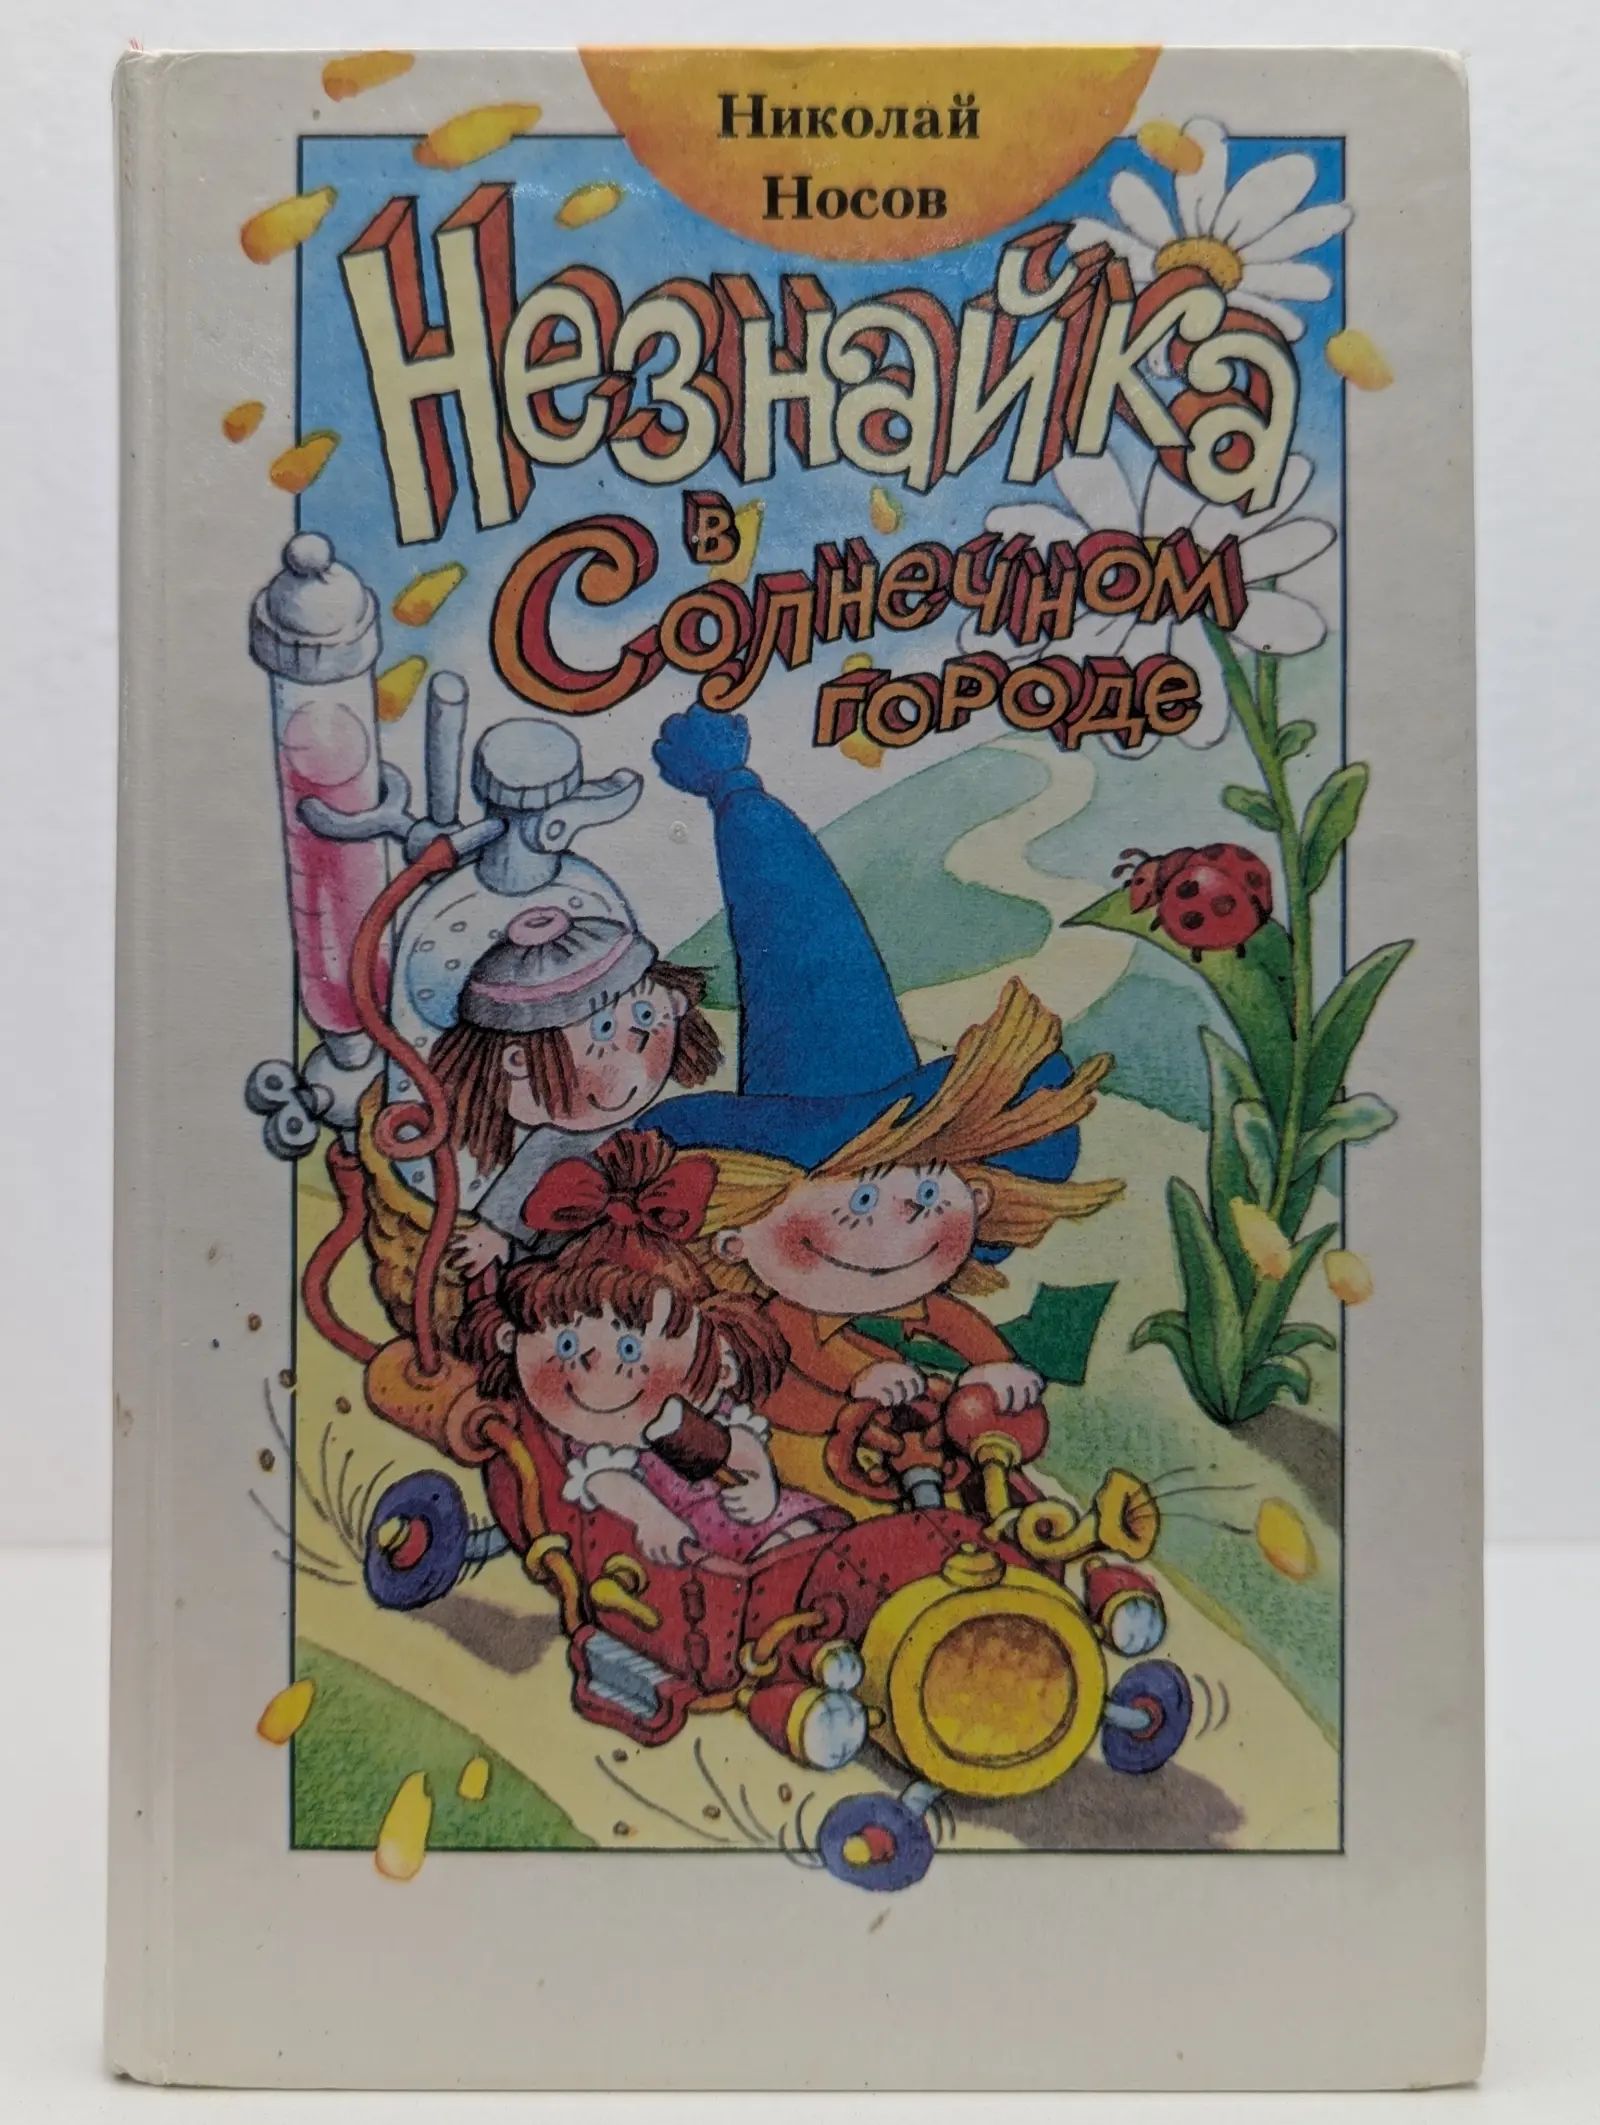 Николай
Носов
Незнайка
в
Солнечном
городе